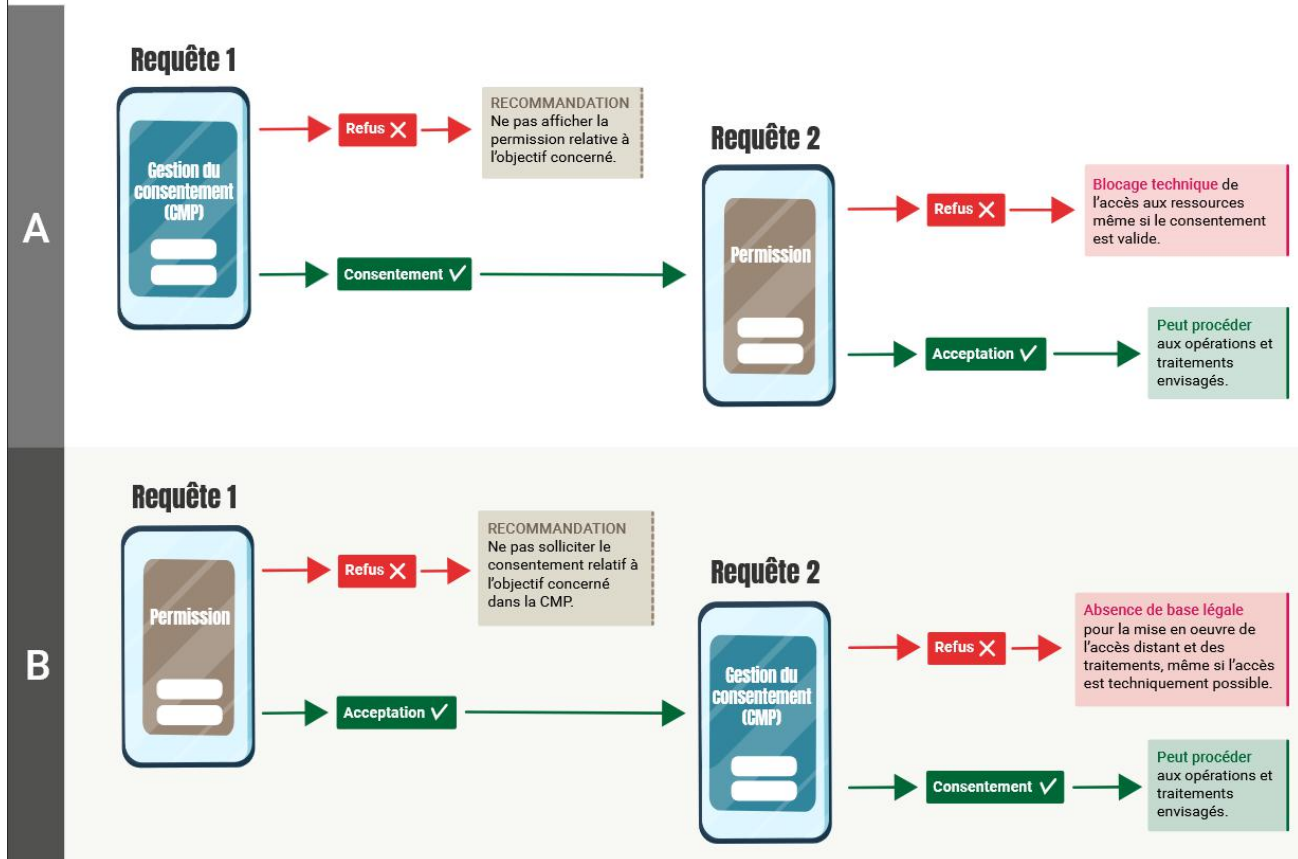 A
Requête 1
Gestion du
consentement
(CMP)
Refus
RECOMMANDATION
Ne pas afficher la
permission relative à
l'objectif concerné.
Consentement
Requête 2
Permission
Refus
Blocage technique de
l'accès aux ressources
même si le consentement
est valide.
Acceptation
Peut procéder
aux opérations et
traitements
envisagés.
B
Requête 1
Permission
Refus
RECOMMANDATION
Ne pas solliciter le
consentement relatif à
l'objectif concerné
dans la CMP.
Acceptation
Requête 2
Gestion du
consentement
(CMP)
Refus
Absence de base légale
pour la mise en oeuvre de
l'accès distant et des
traitements, même si l'accès
est techniquement possible.
Consentement
Peut procéder
aux opérations et
traitements
envisagés.